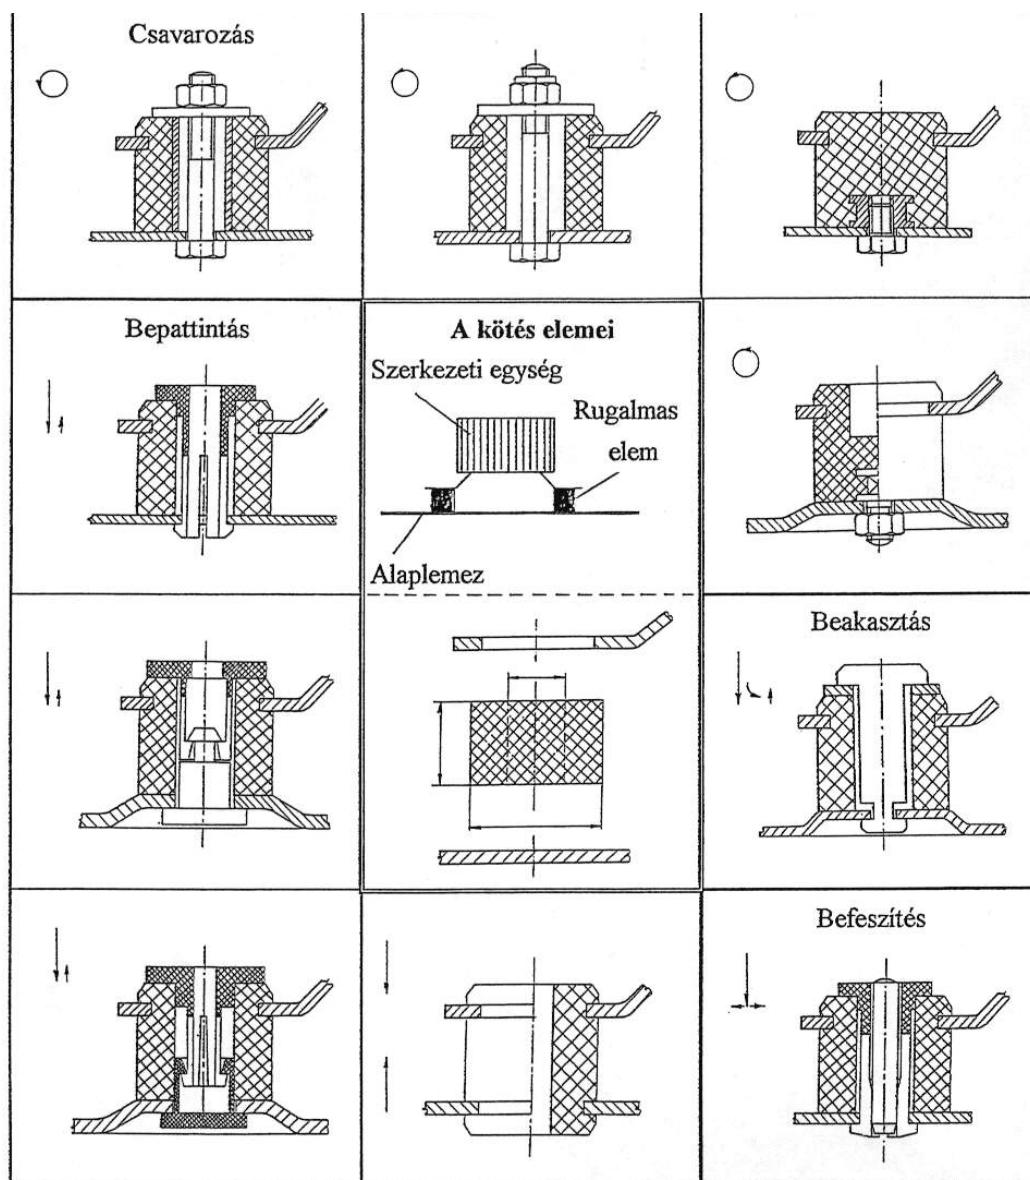 Csavarozás
Bepattintás
A kötés elemei
Szerkezeti egység
Rugalmas
elem
Alaplemez
Beakasztás
Befeszítés